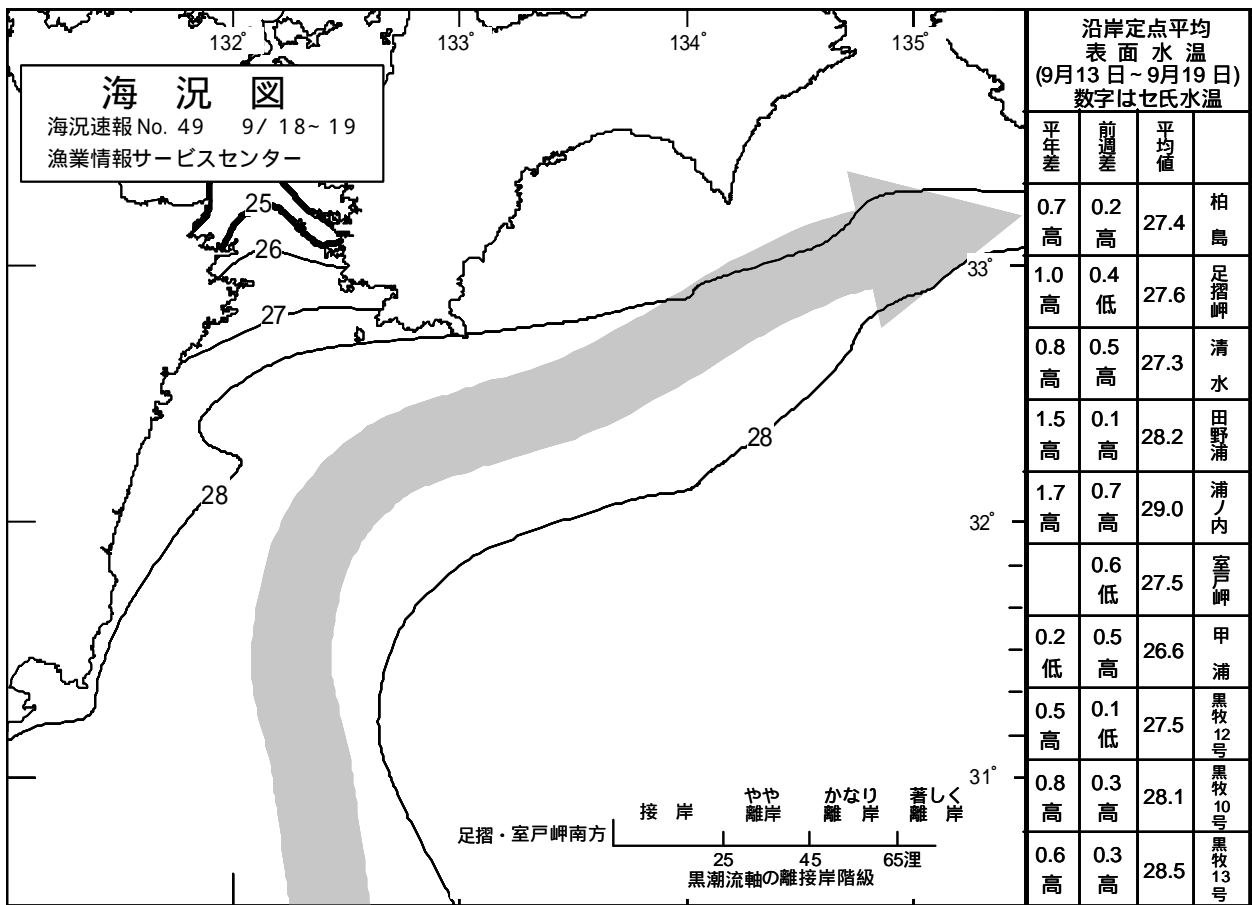 132°
133°
134°
135°
海 況 図
海況速報 No. 49 9/ 18~ 19
漁業情報サービスセンター
25
26
27
28
28
33°
32°
31°
接 岸
やや
離岸
かなり
離 岸
著しく
離 岸
足摺・室戸岬南方
25
45
65浬
黒潮流軸の離接岸階級
沿岸定点平均
表 面 水 温
(9月13 日~ 9月19 日)
数字はセ氏水温
平年差 前週差 平均値
0.7高 0.2高 27.4 柏島
1.0高 0.4低 27.6 足摺岬
0.8高 0.5高 27.3 清水
1.5高 0.1高 28.2 田野浦
1.7高 0.7高 29.0 浦ノ内
0.6低 27.5 室戸岬
0.2低 0.5高 26.6 甲浦
0.5高 0.1低 27.5 黒牧12号
0.8高 0.3高 28.1 黒牧10号
0.6高 0.3高 28.5 黒牧13号